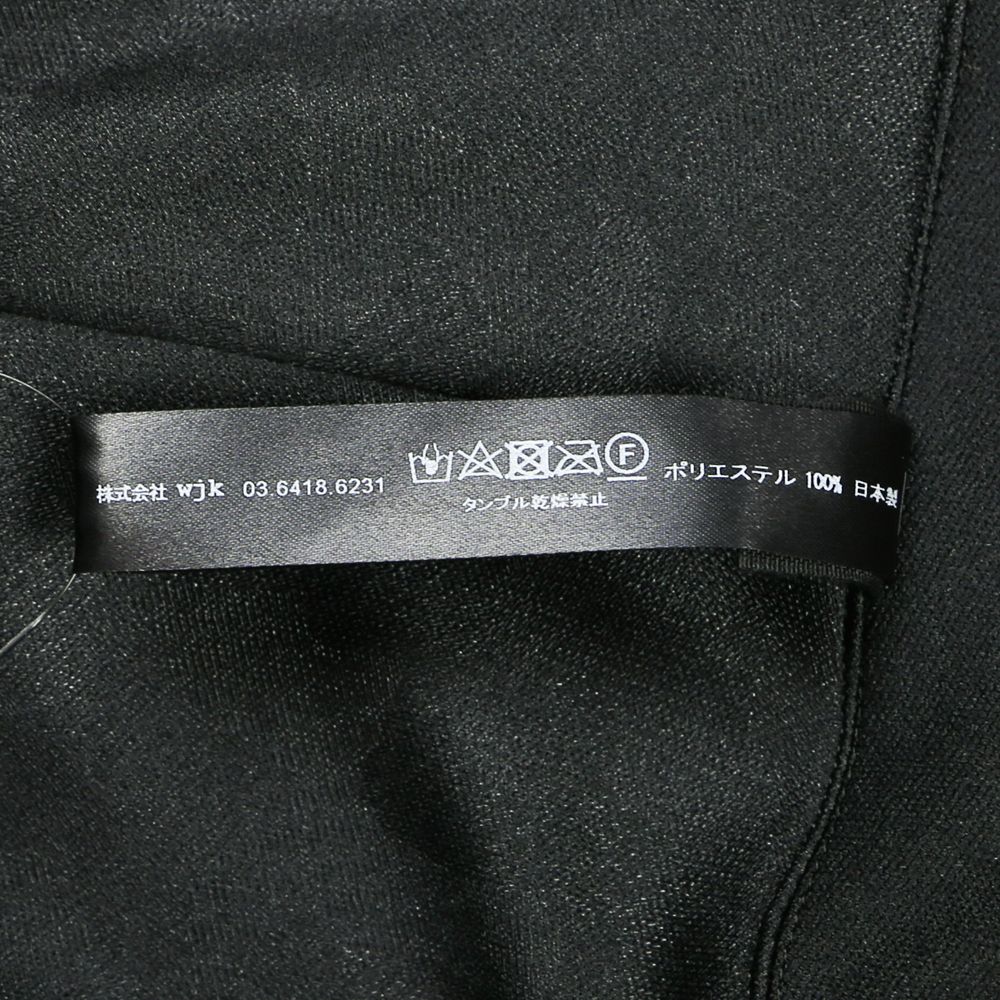 株式会社 wjk 03.6418.6231
F
タンブル乾燥禁止
ポリエステル 100% 日本製